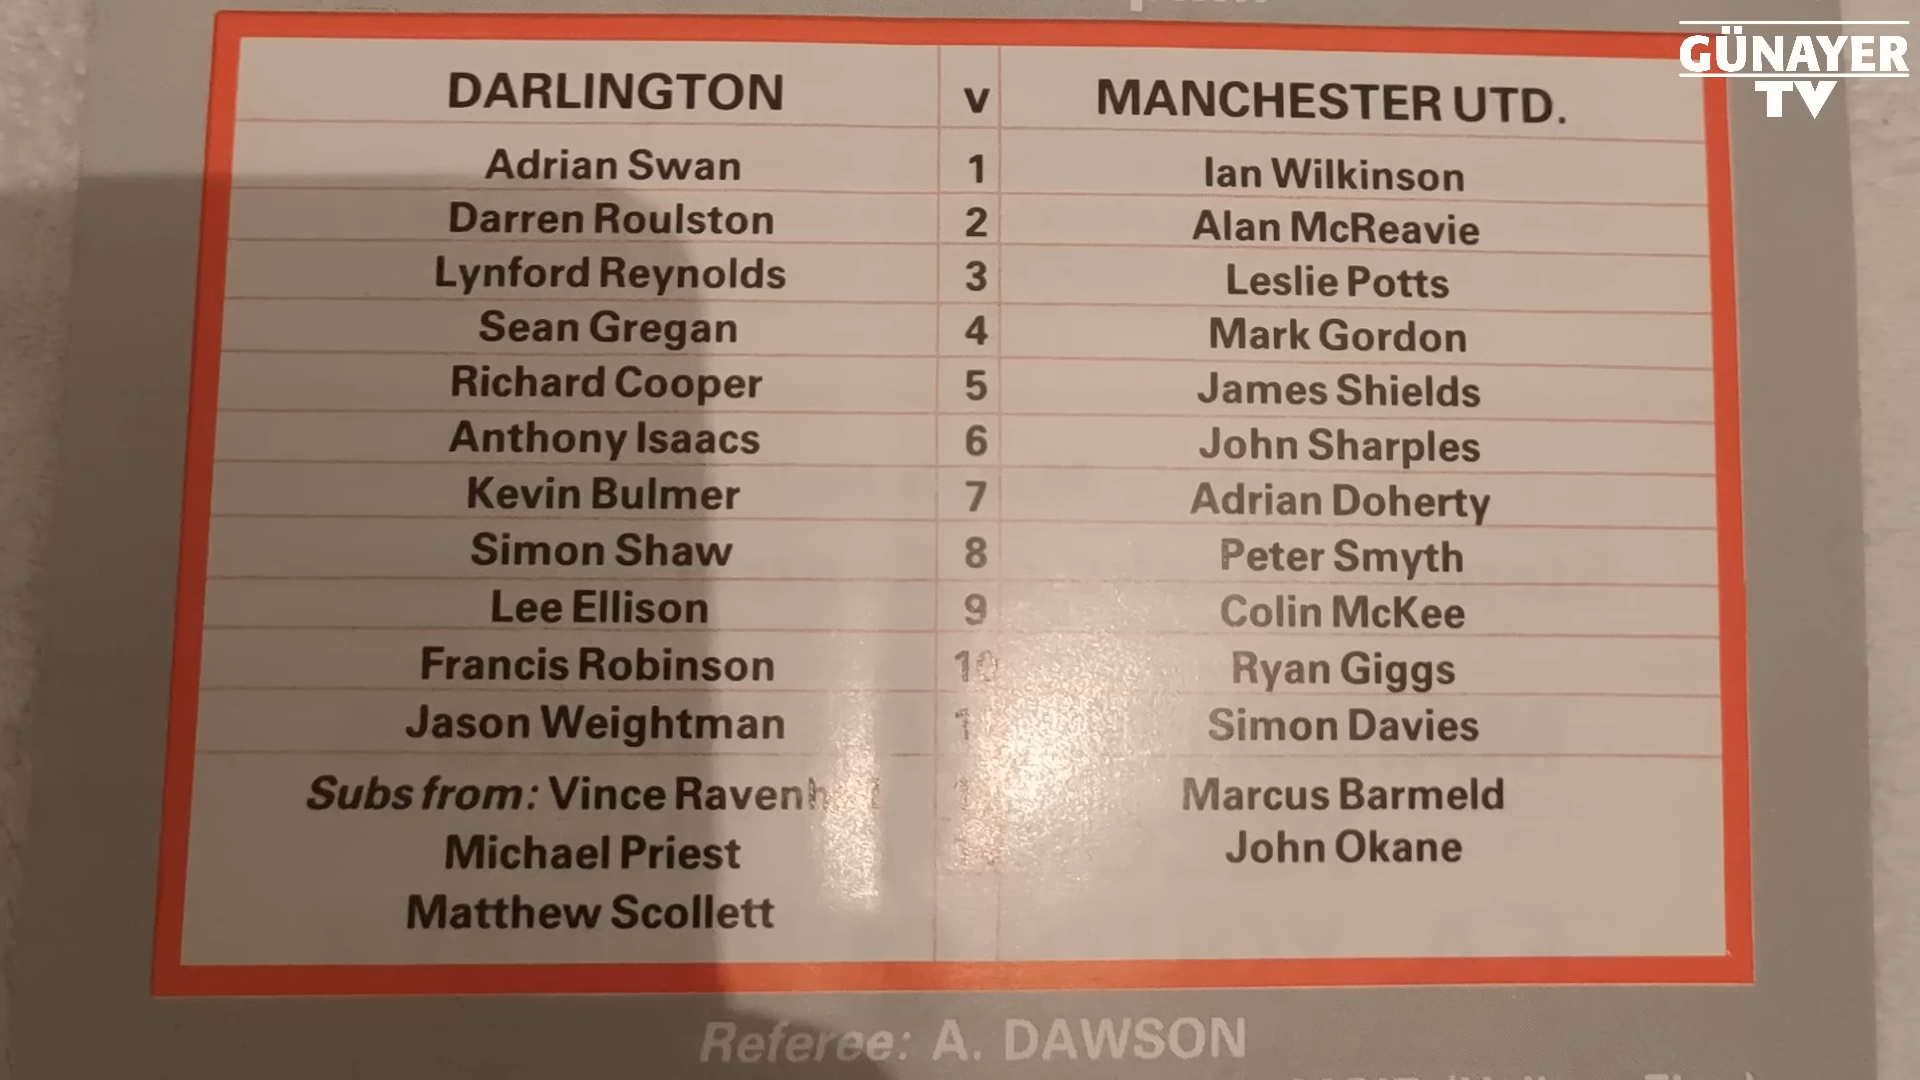 GÜNAYER
TV
DARLINGTON v MANCHESTER UTD.
Adrian Swan 1 Ian Wilkinson
Darren Roulston 2 Alan McReavie
Lynford Reynolds 3 Leslie Potts
Sean Gregan 4 Mark Gordon
Richard Cooper 5 James Shields
Anthony Isaacs 6 John Sharples
Kevin Bulmer 7 Adrian Doherty
Simon Shaw 8 Peter Smyth
Lee Ellison 9 Colin McKee
Francis Robinson 10 Ryan Giggs
Jason Weightman Simon Davies
Subs from: Vince Marcus Barmeld
Michael Priest John Okane
Matthew Scollett
Referee: A. DAWSON